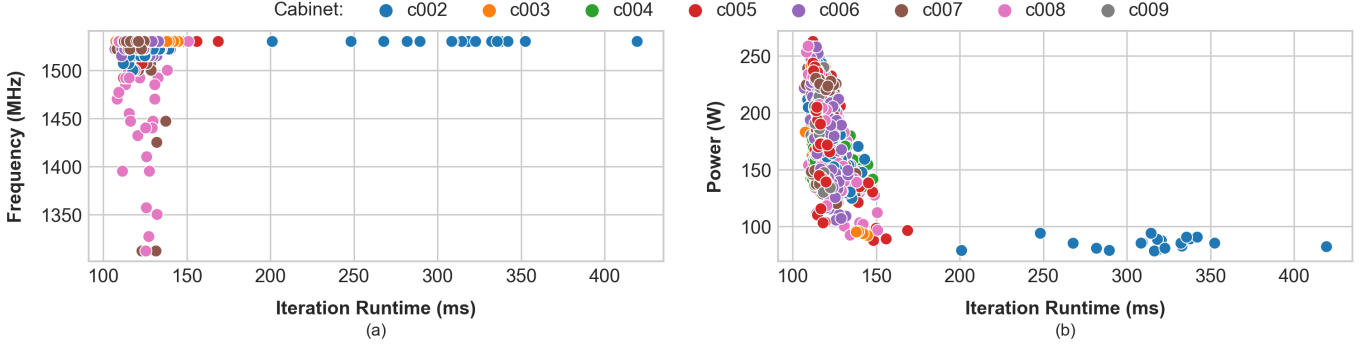 Cabinet: c002 c003 c004 c005 c006 c007 c008 c009
Frequency (MHz)
1500
1450
1400
1350
100 150 200 250 300 350 400
Iteration Runtime (ms)
(a)
Power (W)
250
200
150
100
100 150 200 250 300 350 400
Iteration Runtime (ms)
(b)